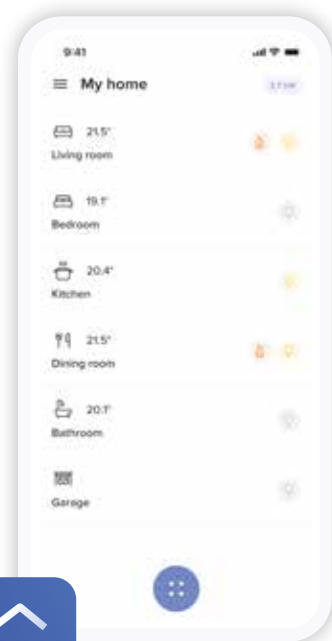 9:41
My home
21.5°
Living room
19.1°
Bedroom
20.4°
Kitchen
21.5°
Dining room
20.1°
Bathroom
Garage